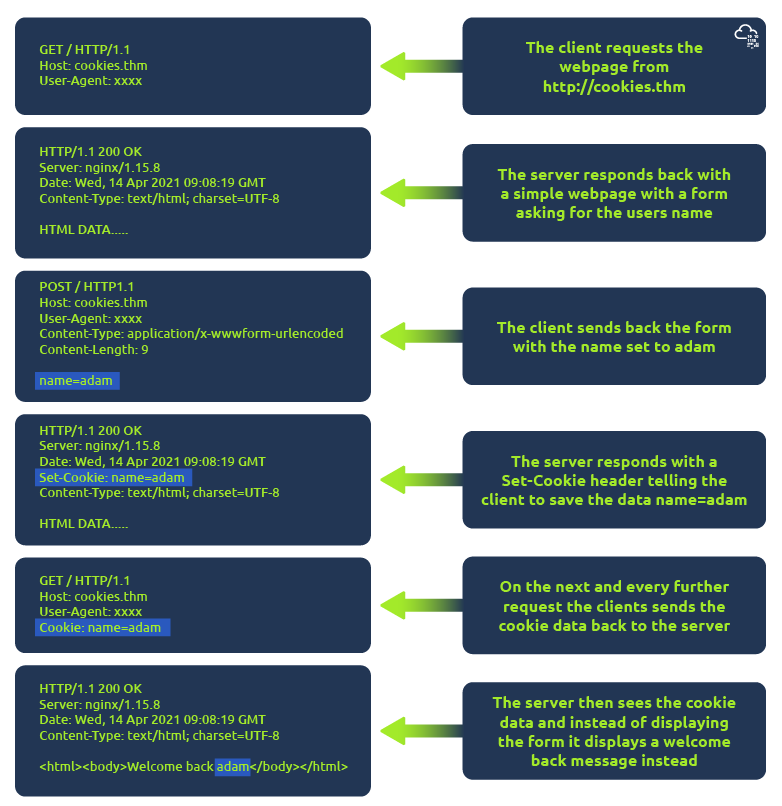 GET / HTTP/1.1
Host: cookies.thm
User-Agent: xxxx
The client requests the
webpage from
http://cookies.thm
HTTP/1.1 200 OK
Server: nginx/1.15.8
Date: Wed, 14 Apr 2021 09:08:19 GMT
Content-Type: text/html; charset=UTF-8
HTML DATA.....
The server responds back with
a simple webpage with a form
asking for the users name
POST / HTTP1.1
Host: cookies.thm
User-Agent: xxxx
Content-Type: application/x-wwwform-urlencoded
Content-Length: 9
name=adam
The client sends back the form
with the name set to adam
HTTP/1.1 200 OK
Server: nginx/1.15.8
Date: Wed, 14 Apr 2021 09:08:19 GMT
Set-Cookie: name=adam
Content-Type: text/html; charset=UTF-8
HTML DATA.....
The server responds with a
Set-Cookie header telling the
client to save the data name=adam
GET / HTTP/1.1
Host: cookies.thm
User-Agent: xxxx
Cookie: name=adam
On the next and every further
request the clients sends the
cookie data back to the server
HTTP/1.1 200 OK
Server: nginx/1.15.8
Date: Wed, 14 Apr 2021 09:08:19 GMT
Content-Type: text/html; charset=UTF-8
<html><body>Welcome back adam</body></html>
The server then sees the cookie
data and instead of displaying
the form it displays a welcome
back message instead